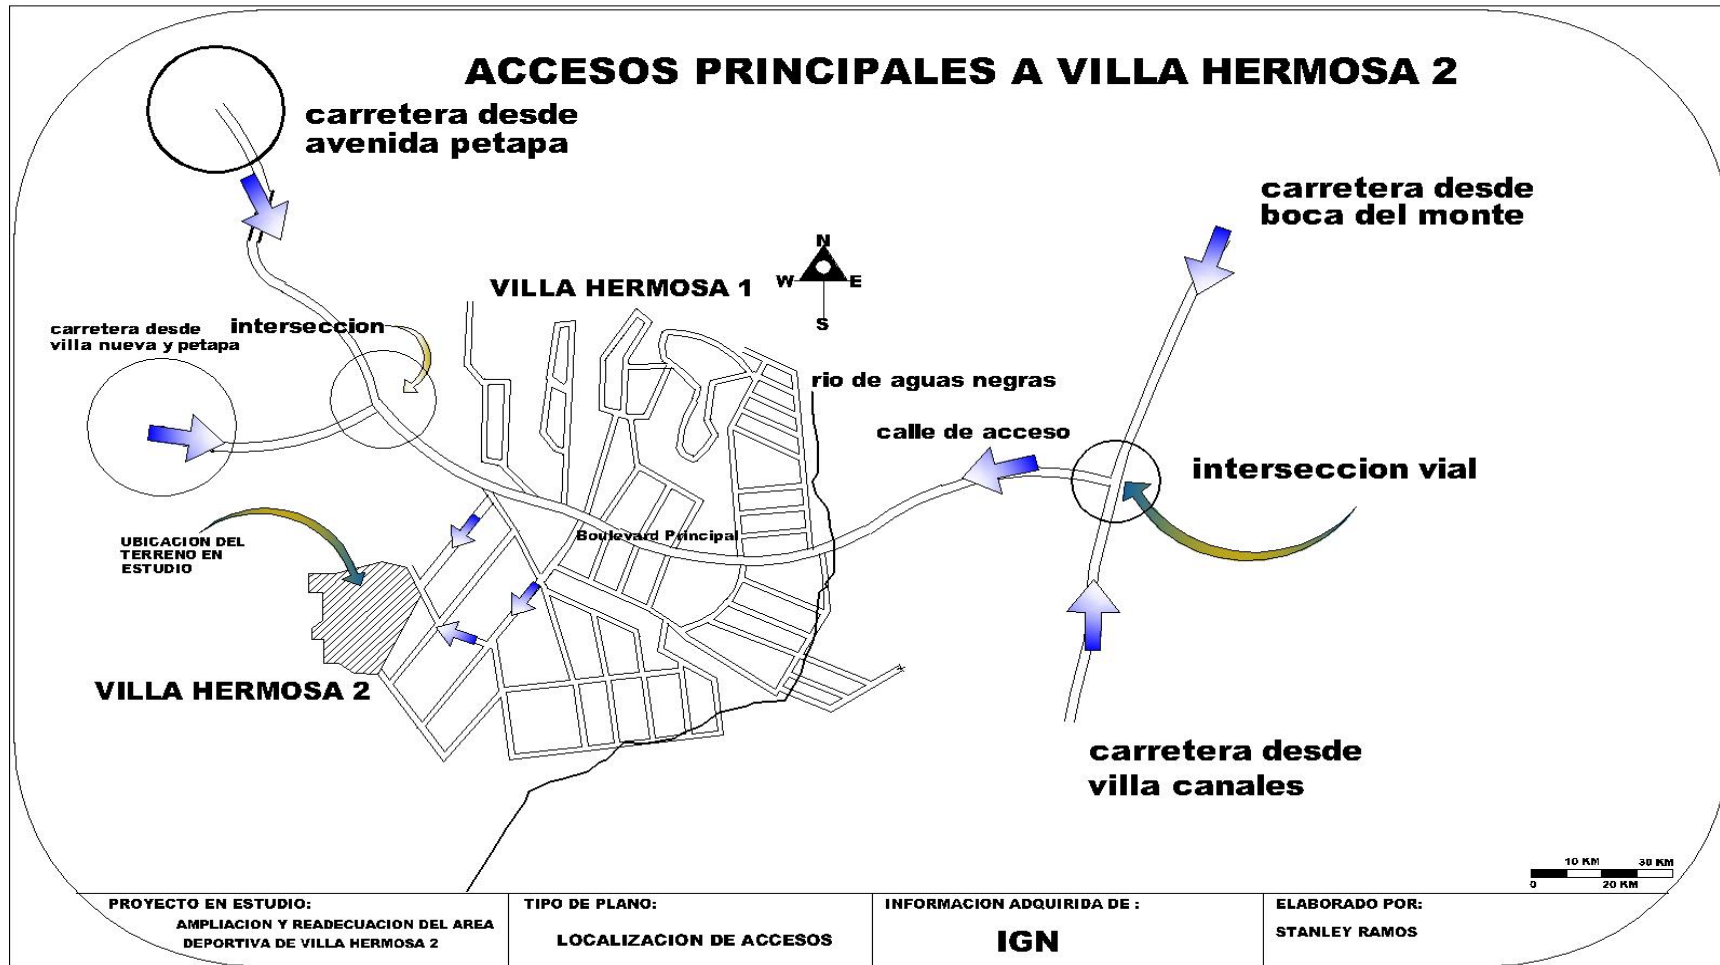 ACCESOS PRINCIPALES A VILLA HERMOSA 2
carretera desde
avenida petapa
carretera desde
boca del monte
N
W E
S
VILLA HERMOSA 1
carretera desde
villa nueva y petapa
interseccion
rio de aguas negras
calle de acceso
interseccion vial
Boulevard Principal
UBICACION DEL
TERRENO EN
ESTUDIO
VILLA HERMOSA 2
carretera desde
villa canales
10 KM 30 KM
0 20 KM
PROYECTO EN ESTUDIO:
AMPLIACION Y READECUACION DEL AREA
DEPORTIVA DE VILLA HERMOSA 2
TIPO DE PLANO:
LOCALIZACION DE ACCESOS
INFORMACION ADQUIRIDA DE :
IGN
ELABORADO POR:
STANLEY RAMOS